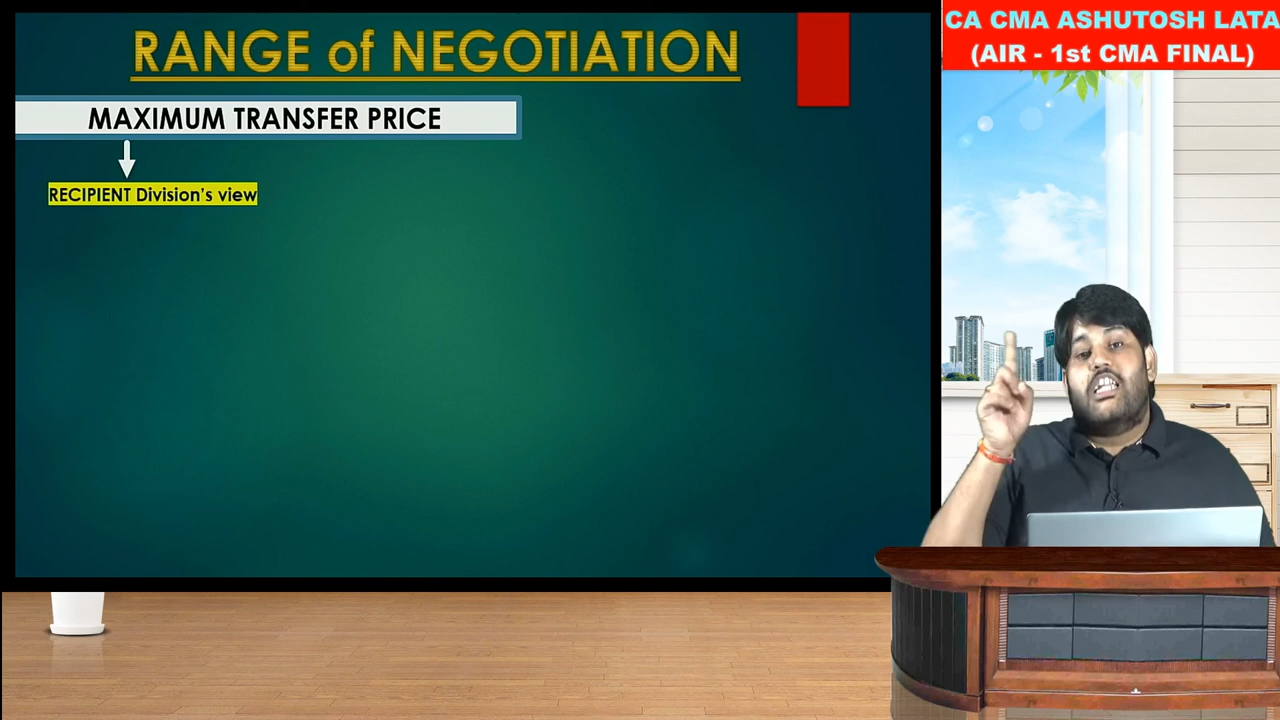 RANGE of NEGOTIATION
MAXIMUM TRANSFER PRICE
RECIPIENT Division's view
CA CMA ASHUTOSH LATA
(AIR - 1st CMA FINAL)